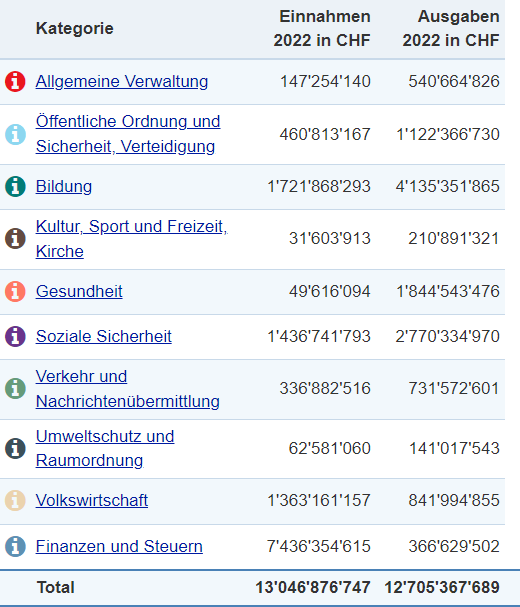 Kategorie Einnahmen 2022 in CHF Ausgaben 2022 in CHF
Allgemeine Verwaltung 147'254'140 540'664'826
Öffentliche Ordnung und
Sicherheit, Verteidigung 460'813'167 1'122'366'730
Bildung 1'721'868'293 4'135'351'865
Kultur, Sport und Freizeit,
Kirche 31'603'913 210'891'321
Gesundheit 49'616'094 1'844'543'476
Soziale Sicherheit 1'436'741'793 2'770'334'970
Verkehr und
Nachrichtenübermittlung 336'882'516 731'572'601
Umweltschutz und
Raumordnung 62'581'060 141'017'543
Volkswirtschaft 1'363'161'157 841'994'855
Finanzen und Steuern 7'436'354'615 366'629'502
Total 13'046'876'747 12'705'367'689